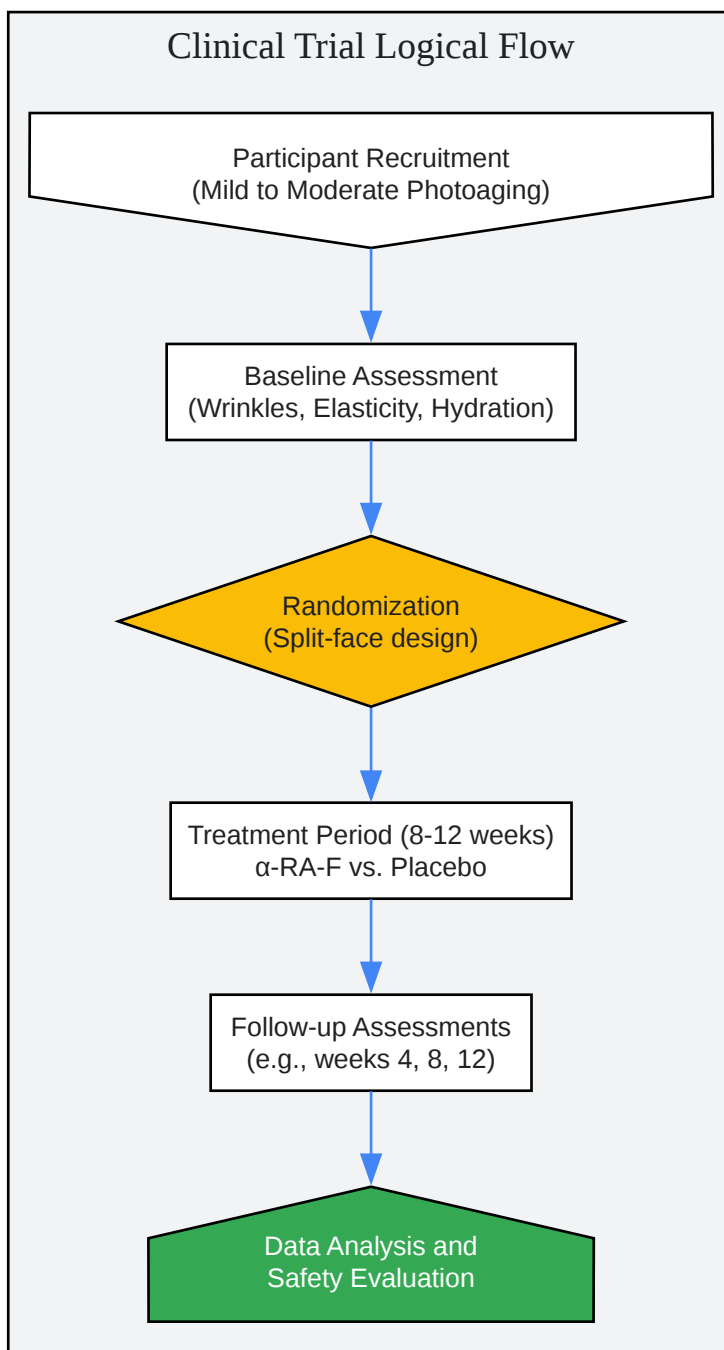 Clinical Trial Logical Flow
Participant Recruitment
(Mild to Moderate Photoaging)
Baseline Assessment
(Wrinkles, Elasticity, Hydration)
Randomization
(Split-face design)
Treatment Period (8-12 weeks)
α-RA-F vs. Placebo
Follow-up Assessments
(e.g., weeks 4, 8, 12)
Data Analysis and
Safety Evaluation